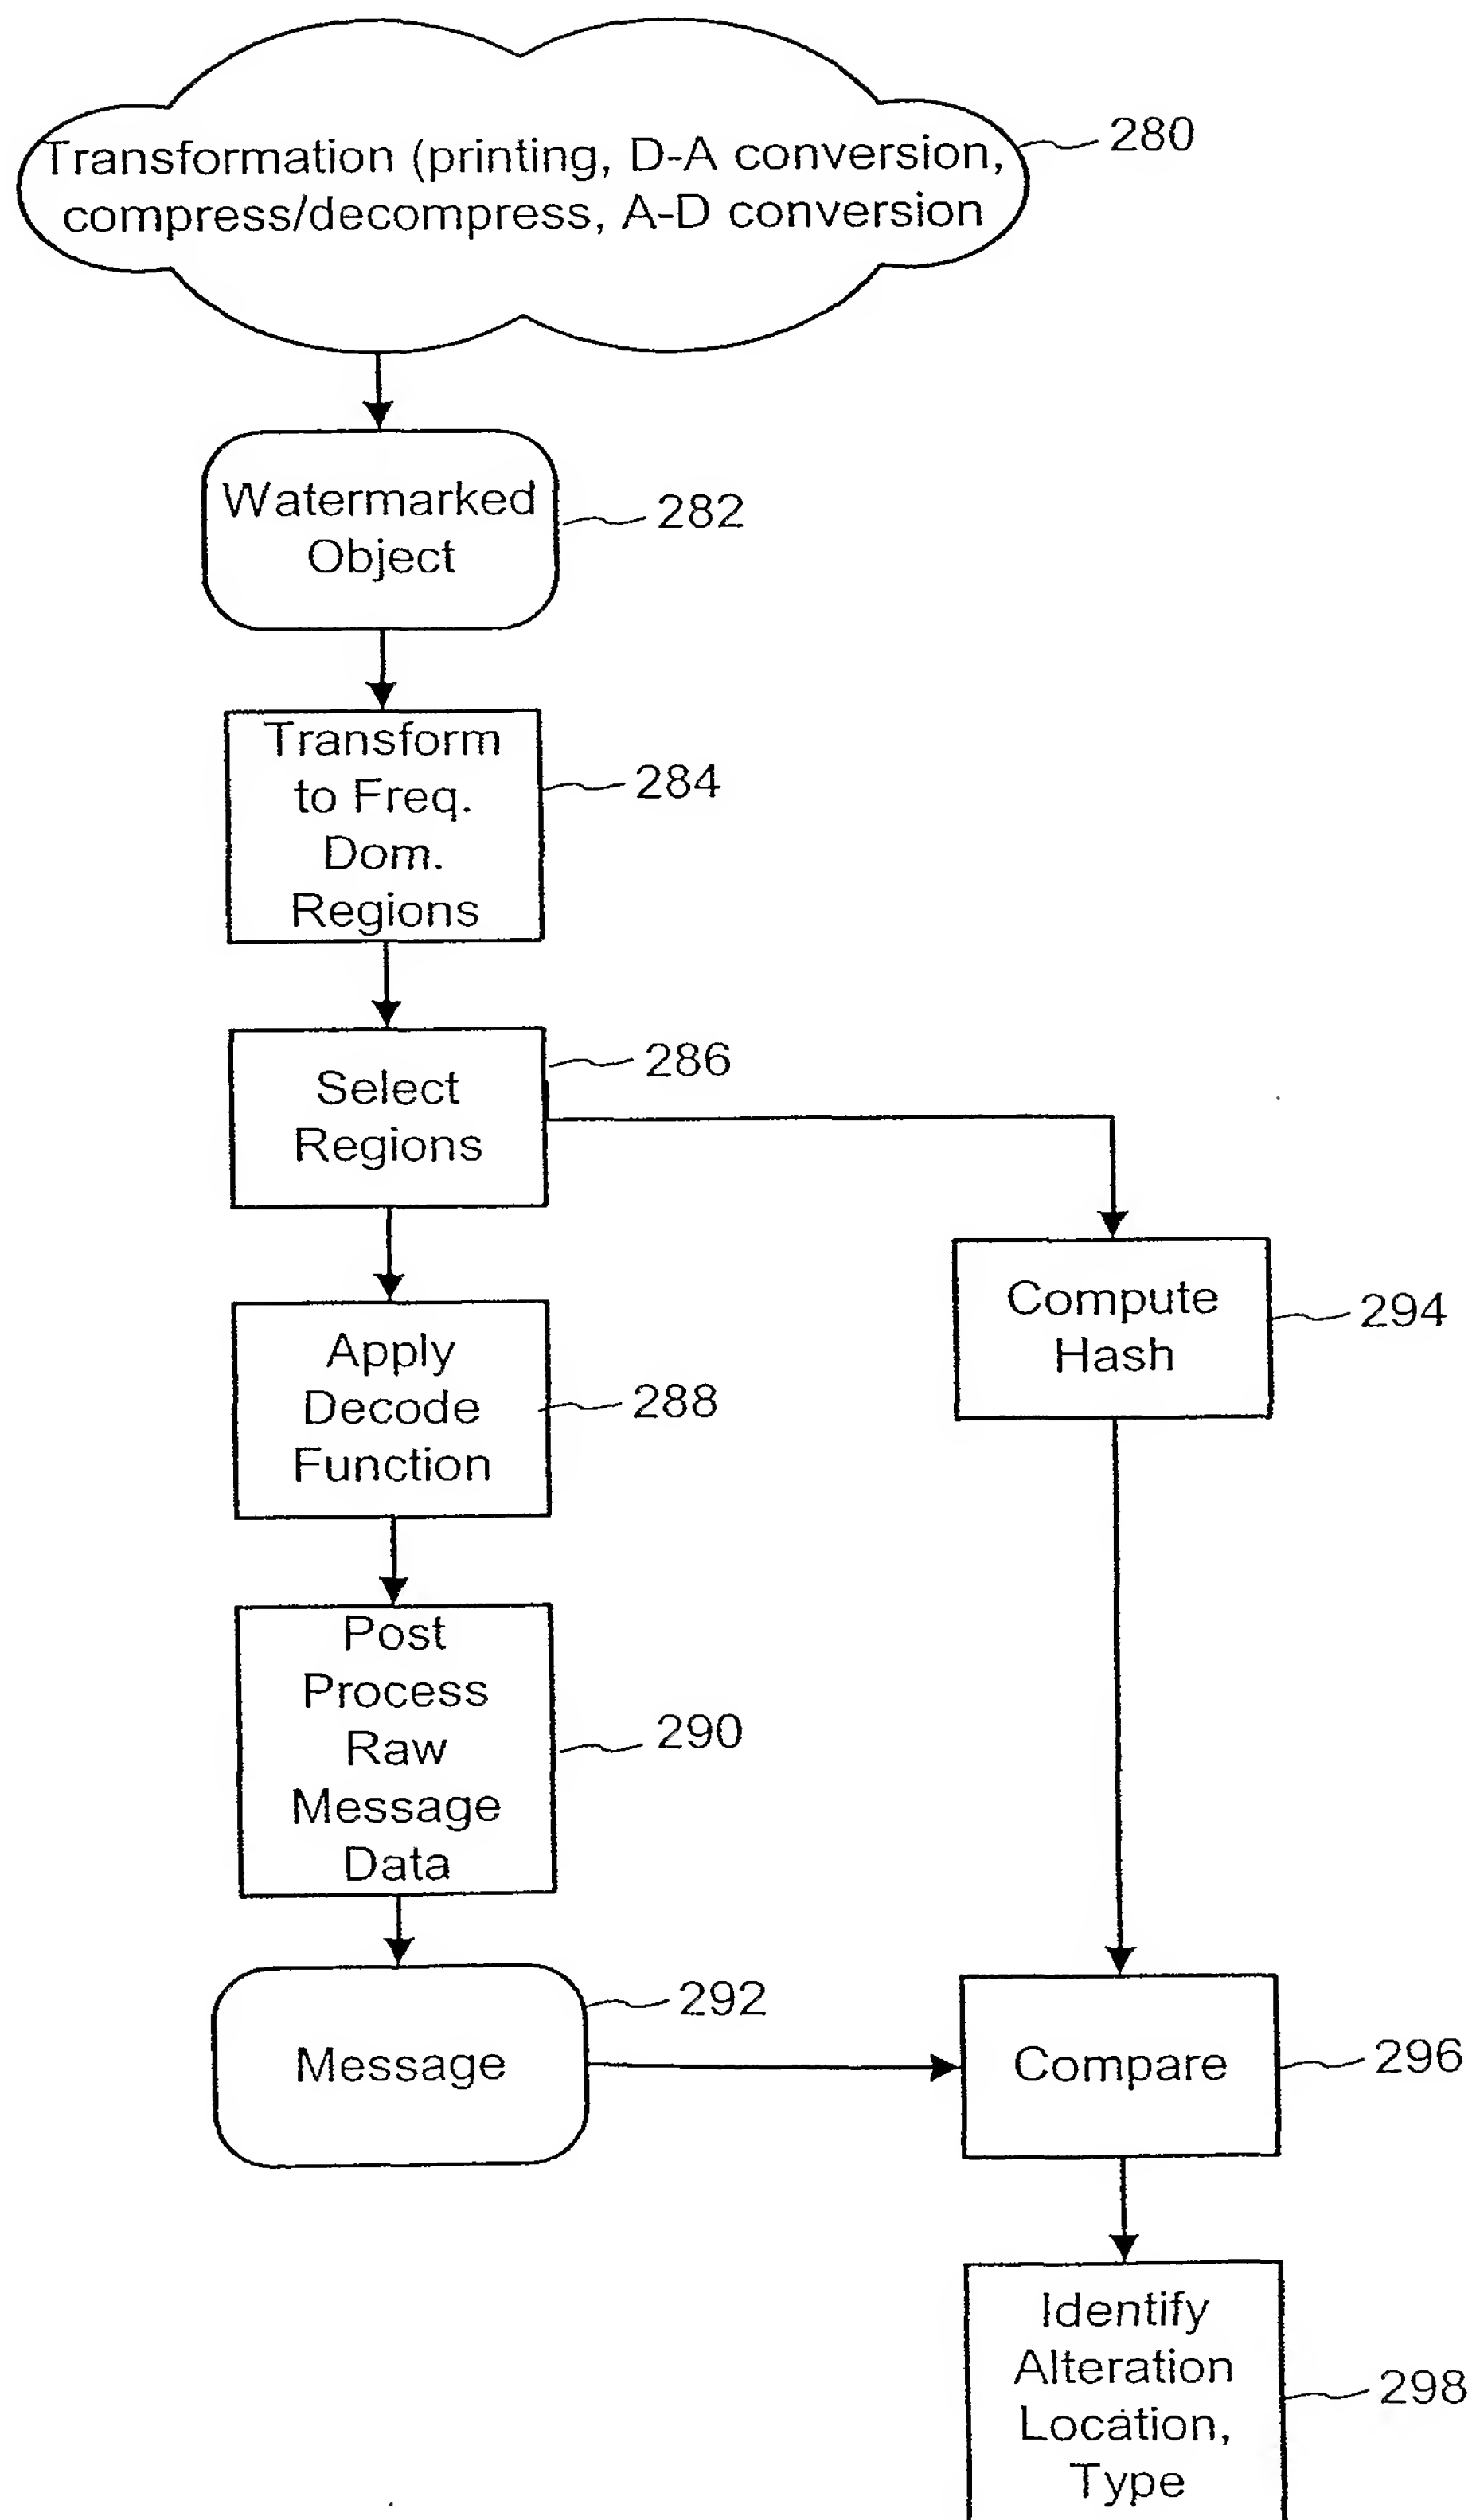 Transformation (printing, D-A conversion,
compress/decompress, A-D conversion
280
Watermarked
Object
282
Transform
to Freq.
Dom.
Regions
284
Select
Regions
286
Apply
Decode
Function
288
Compute
Hash
294
Post
Process
Raw
Message
Data
290
Message
292
Compare
296
Identify
Alteration
Location,
Type
298